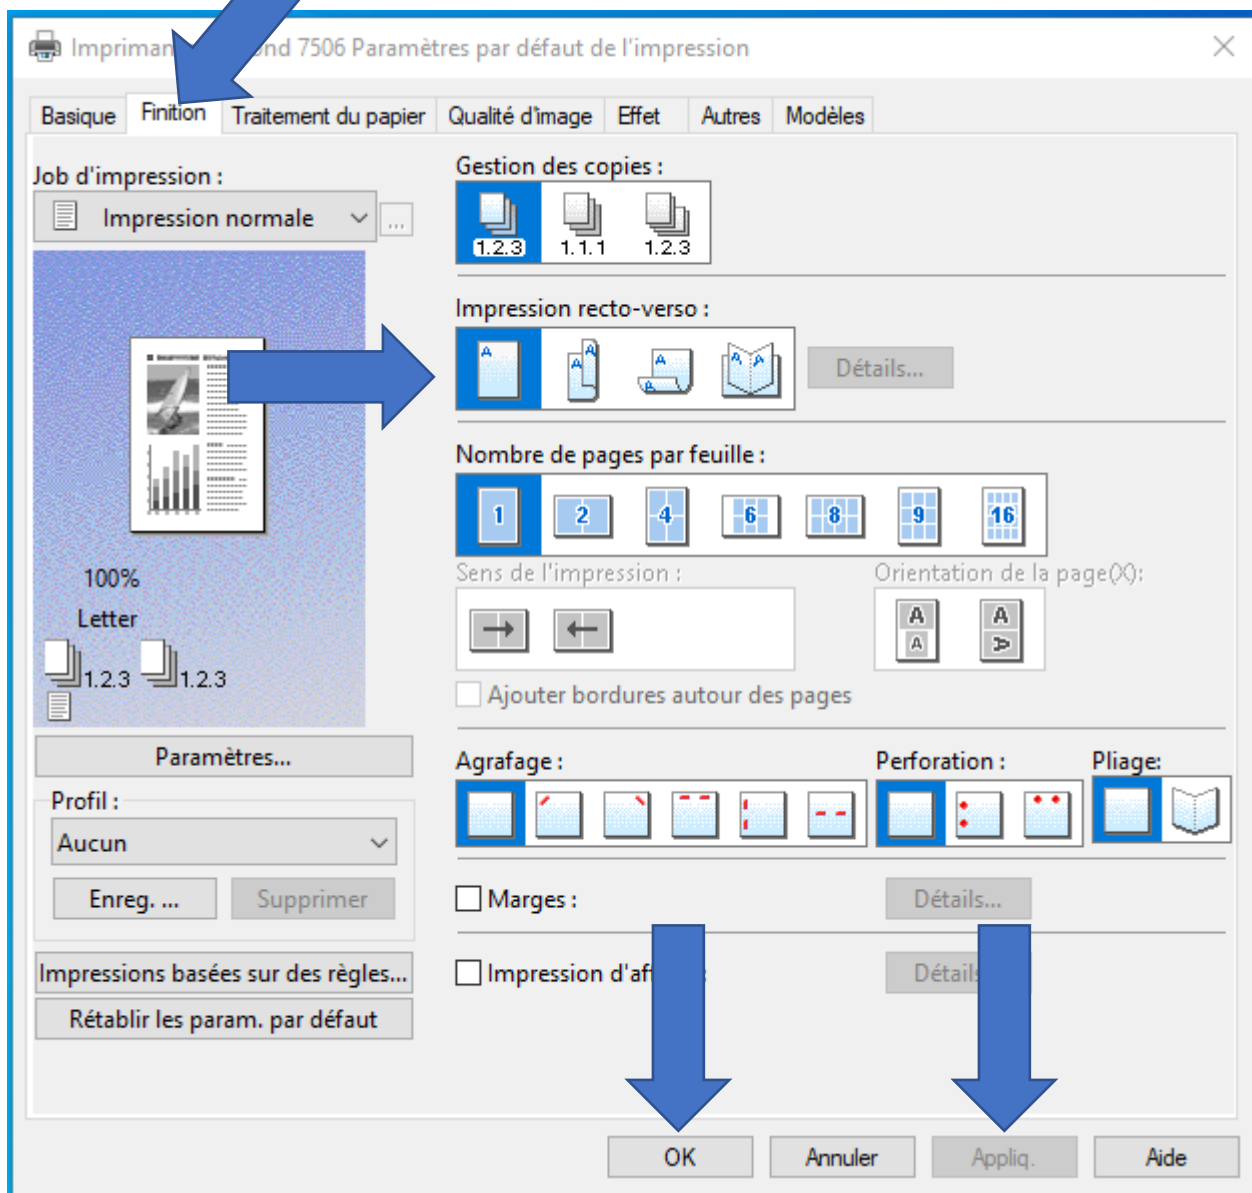 7506 Paramètres par défaut de l'impression
Basique Finition Traitement du papier Qualité d'image Effet Autres Modèles
Job d'impression :
Impression normale
...
100%
Letter
1.2.3 1.2.3
Paramètres...
Profil :
Aucun
Enreg. ... Supprimer
Impressions basées sur des règles...
Rétablir les param. par défaut
Gestion des copies :
1.2.3 1.1.1 1.2.3
Impression recto-verso :
A A A A A A A
Détails...
Nombre de pages par feuille :
1 2 4 6 8 9 16
Sens de l'impression : Orientation de la page(X):
A A
A A
Ajouter bordures autour des pages
Agrafage : Perforation : Pliage:
Marges : Détails...
Impression
OK Annuler Appliq. Aide